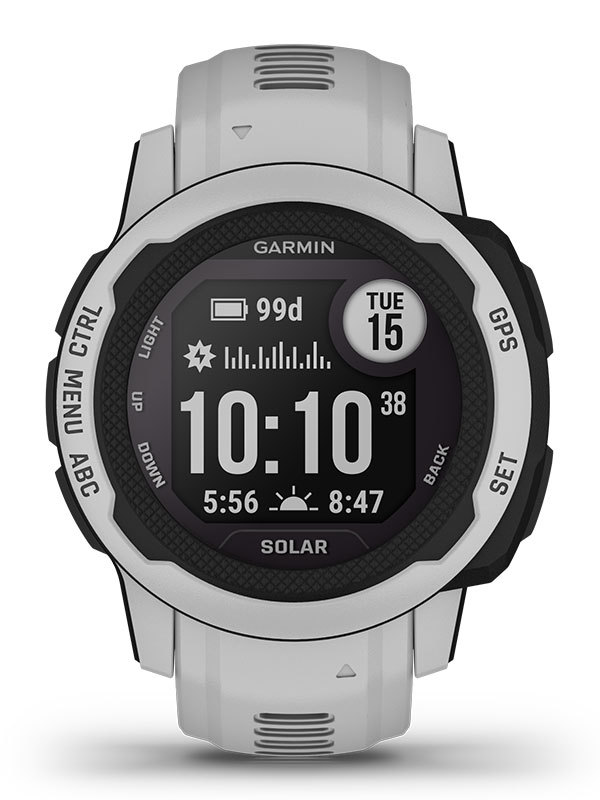 GARMIN
99d
TUE
15
10:10 38
5:56 8:47
SOLAR
CTRL
MENU
ABC
LIGHT
UP
DOWN
GPS
SET
BACK